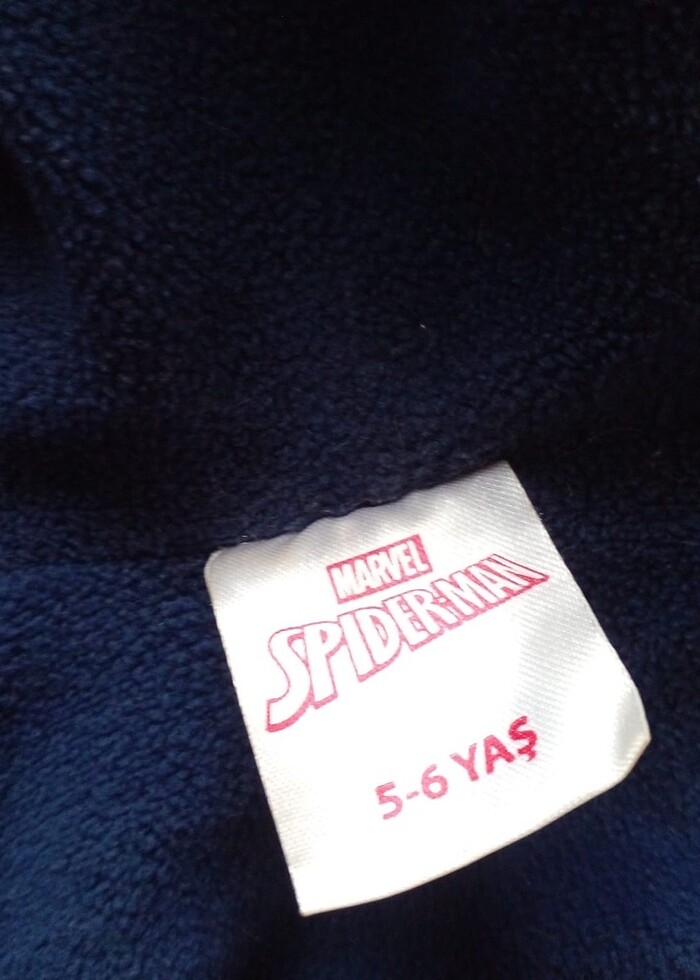 MARVEL
SPIDER-MAN
5-6 YAŞ